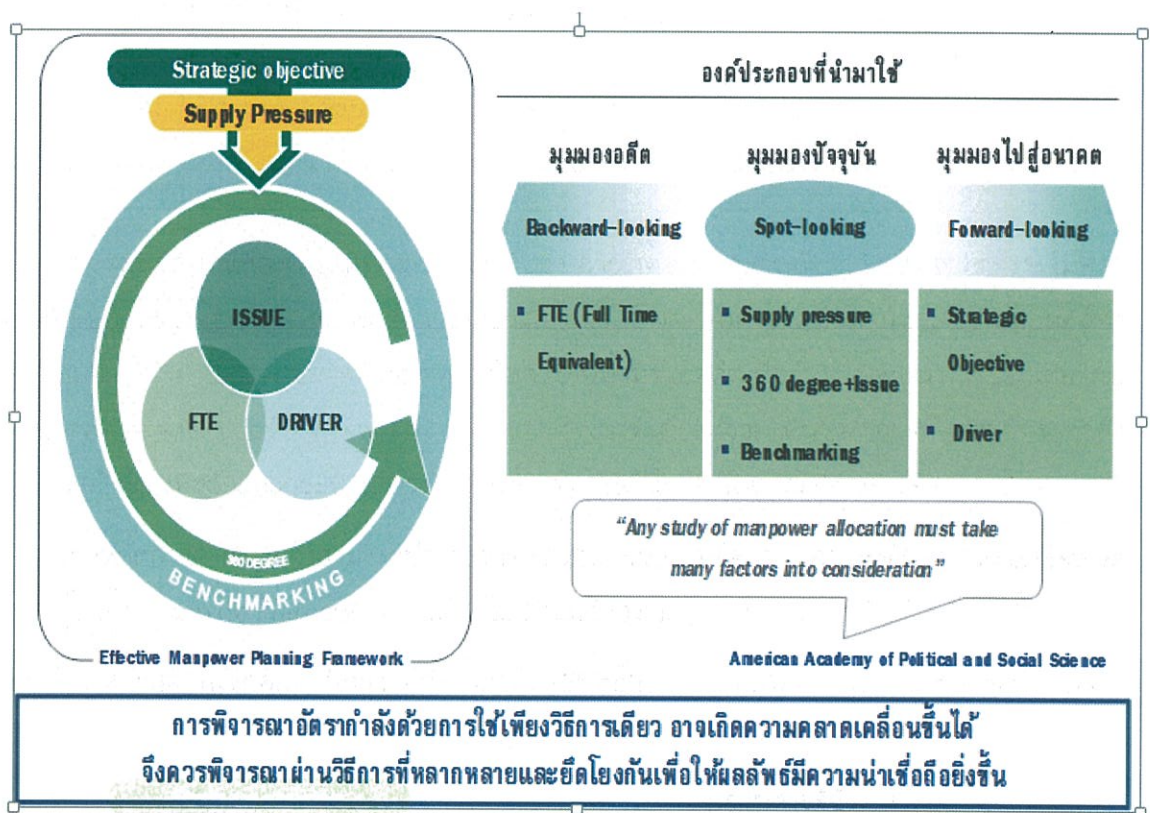 Strategic objective
Supply Pressure
ISSUE
FTE
DRIVER
360 DEGREE
BENCHMARKING
Effective Manpower Planning Framework
องค์ประกอบที่นำมาใช้
มุมมองอดีต
มุมมองปัจจุบัน
มุมมองไปสู่อนาคต
Backward-looking
Spot-looking
Forward-looking
▪ FTE (Full Time
Equivalent)
▪ Supply pressure
▪ 360 degree+Issue
▪ Benchmarking
▪ Strategic
Objective
▪ Driver
“Any study of manpower allocation must take
many factors into consideration”
American Academy of Political and Social Science
การพิจารณาอัตรากำลังด้วยการใช้เพียงวิธีการเดียว อาจเกิดความคลาดเคลื่อนขึ้นได้
จึงควรพิจารณาผ่านวิธีการที่หลากหลายและยึดโยงกันเพื่อให้ผลลัพธ์มีความน่าเชื่อถือยิ่งขึ้น